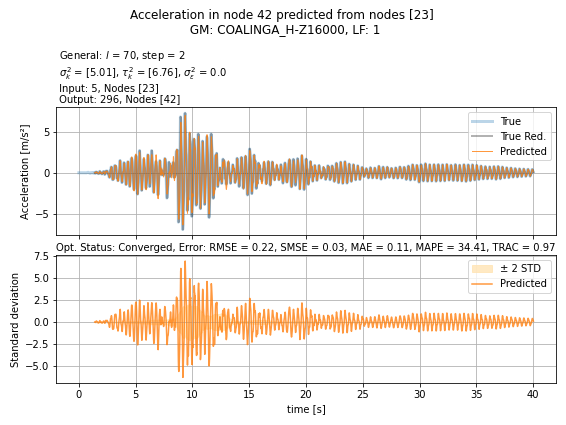 Acceleration in node 42 predicted from nodes [23]
GM: COALINGA_H-Z16000, LF: 1
General: l = 70, step = 2
σ²ₖ = [5.01], τ²ₖ = [6.76], σ²ε = 0.0
Input: 5, Nodes [23]
Output: 296, Nodes [42]
True
True Red.
Predicted
Acceleration [m/s²]
5
0
−5
Opt. Status: Converged, Error: RMSE = 0.22, SMSE = 0.03, MAE = 0.11, MAPE = 34.41, TRAC = 0.97
± 2 STD
Predicted
Standard deviation
7.5
5.0
2.5
0.0
−2.5
−5.0
0 5 10 15 20 25 30 35 40
time [s]